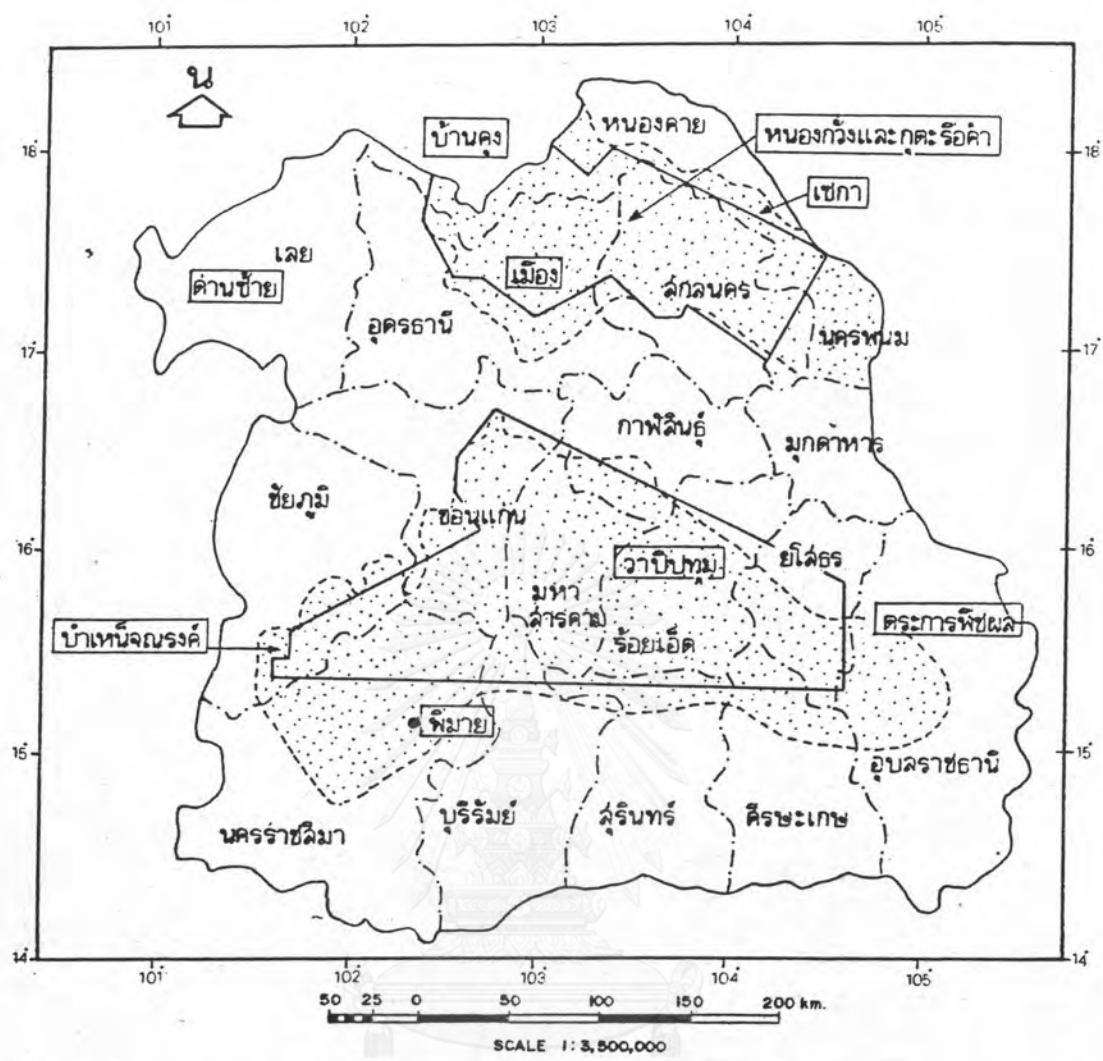 101° 102° 103° 104° 105°
น
หนองคาย
บ้านดุง
หนองกวั่งและกุตะรือคำ
18° 18°
เซกา
เลย
เมือง
ด่านซ้าย
สกลนคร
อุดรธานี
นครพนม
17° 17°
กาฬสินธุ์
มุกดาหาร
ชัยภูมิ
ขอนแก่น
16° 16°
วาปีปทุม
ยโสธร
มหา
สารคาม
บำเหน็จณรงค์
ร้อยเอ็ด
ตระการพืชผล
พิมาย
15° 15°
อุบลราชธานี
นครราชสีมา
บุรีรัมย์
สุรินทร์
ศีรษะเกษ
14° 14°
101° 102° 103° 104° 105°
50 25 0 50 100 150 200 km.
SCALE 1:3,500,000